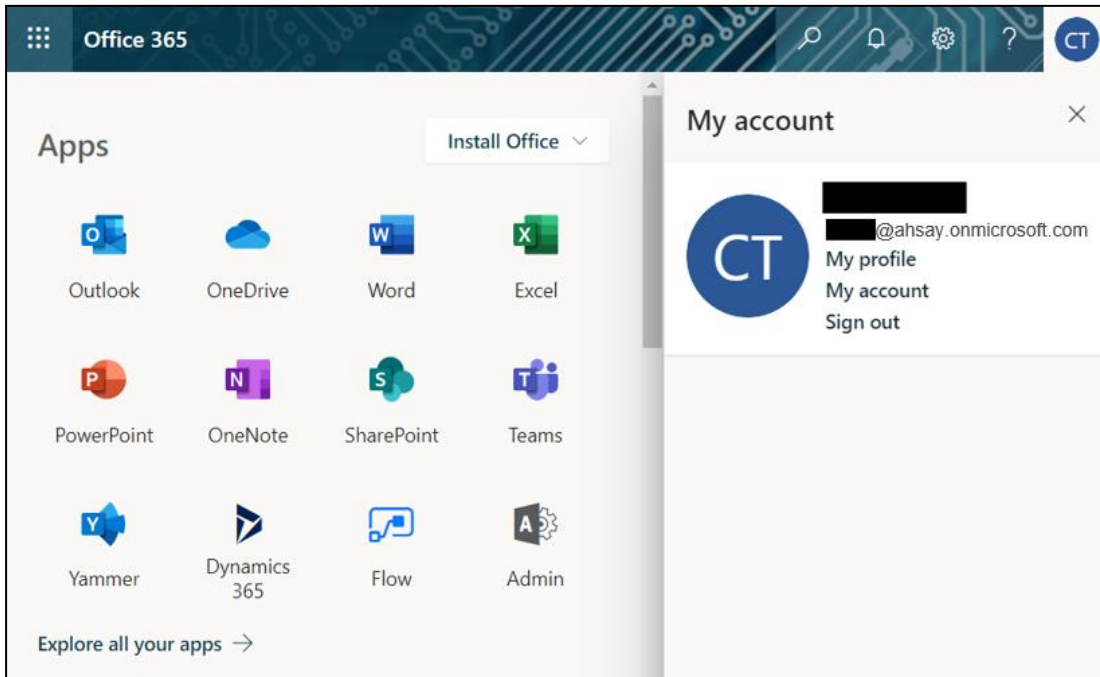 Office 365
?
CT
Apps
Install Office
My account
CT
@ahsay.onmicrosoft.com
My profile
My account
Sign out
O
W
X
Outlook
OneDrive
Word
Excel
P
N
S
T
PowerPoint
OneNote
SharePoint
Teams
Y
A
Yammer
Dynamics
365
Flow
Admin
Explore all your apps →